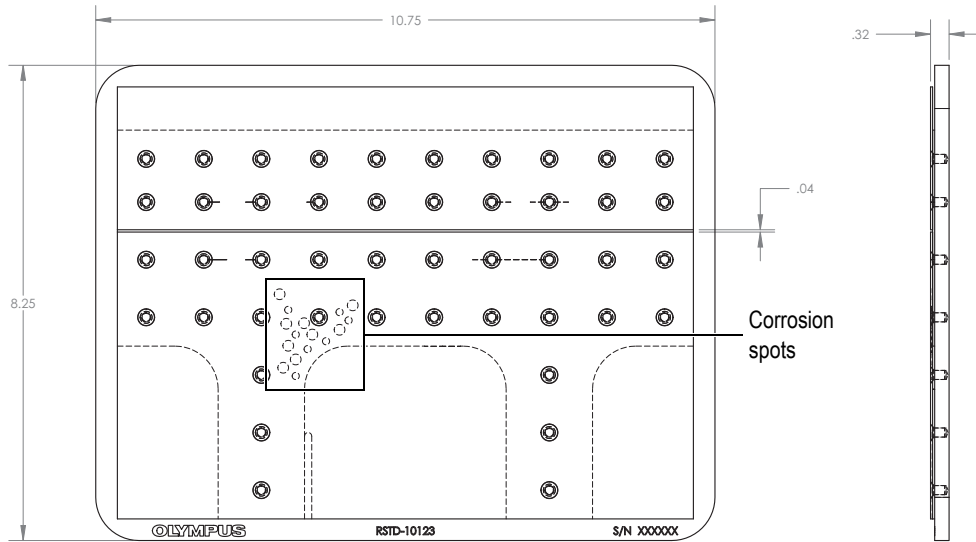 10.75
.32
.04
8.25
Corrosion
spots
OLYMPUS
RSTD-10123
S/N XXXXXX